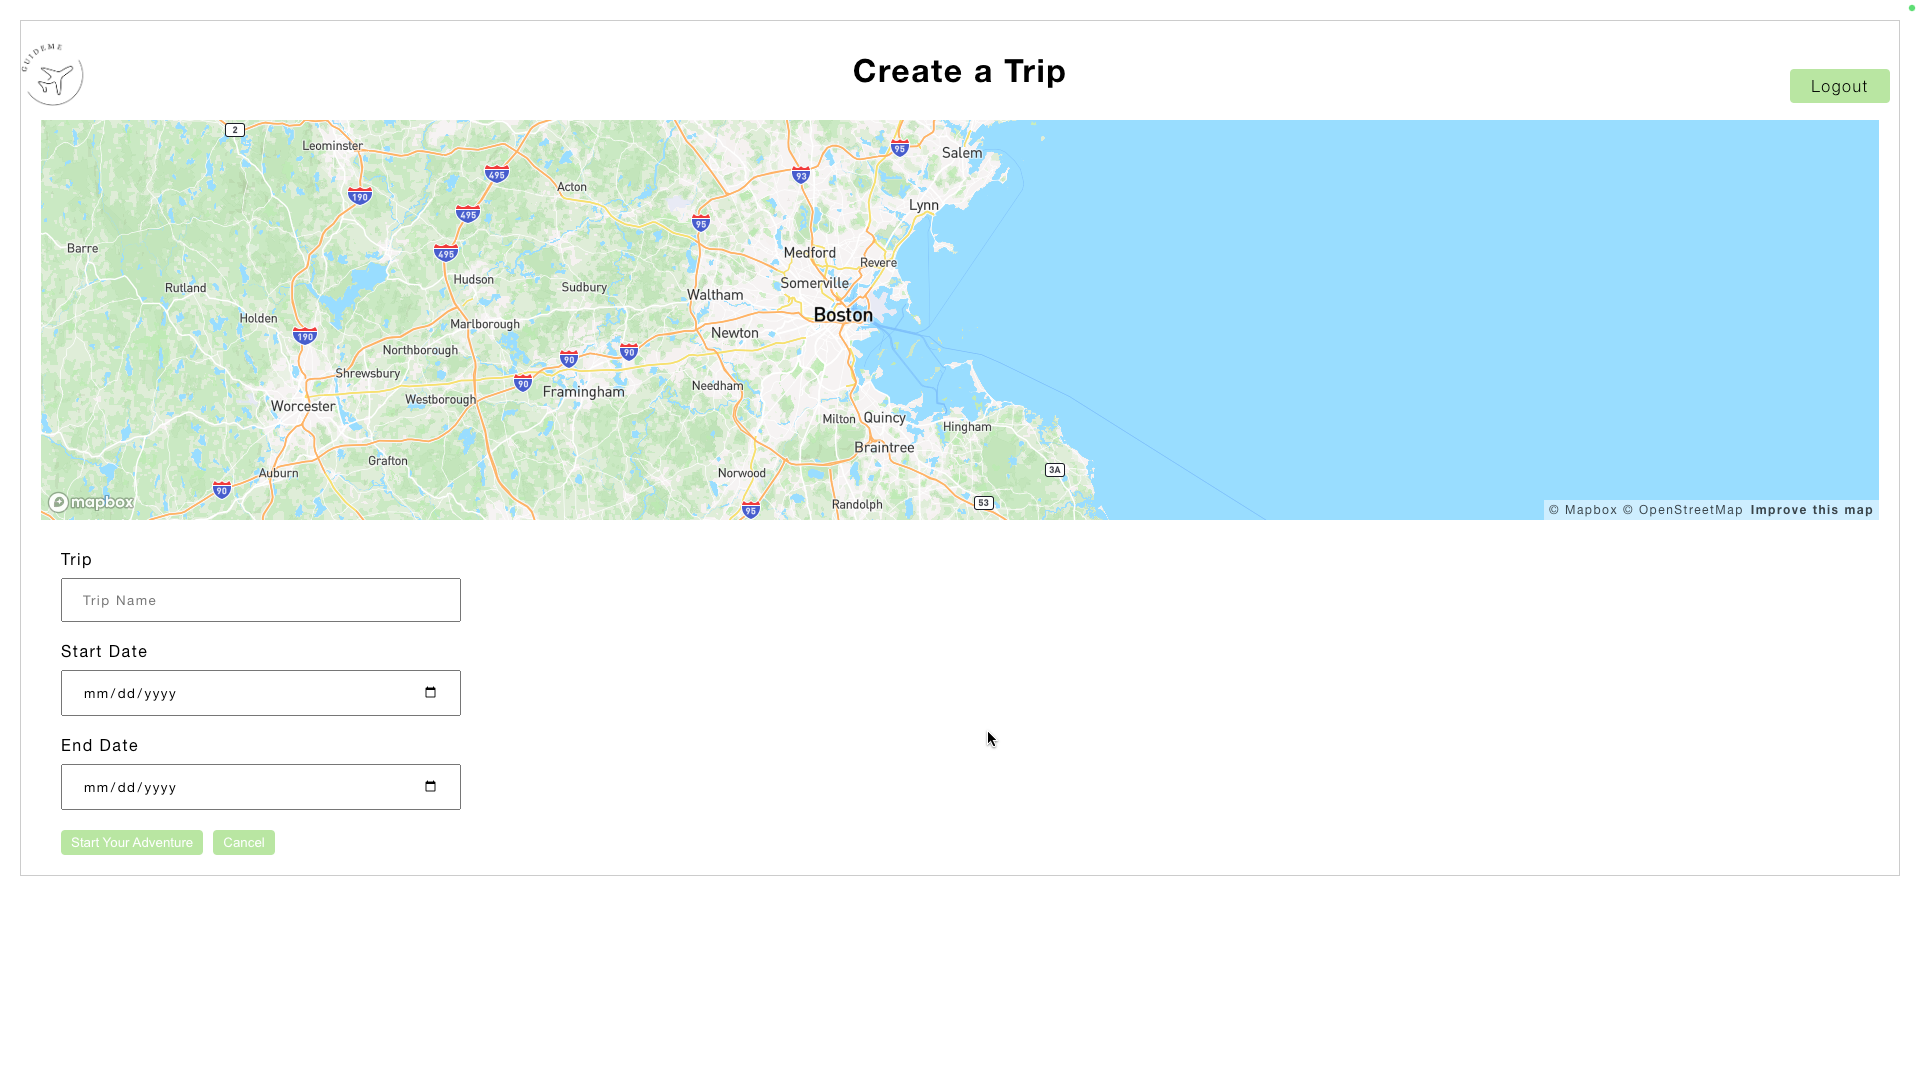 GUIDEME
Create a Trip
Logout
2
Leominster
Salem
95
495
93
Acton
190
Lynn
495
95
Barre
Medford
495
Revere
Hudson
Somerville
Rutland
Sudbury
Waltham
Boston
Holden
Marlborough
Newton
190
Northborough
90
90
Shrewsbury
90
Needham
Framingham
Westborough
Worcester
Milton
Quincy
Hingham
Braintree
Grafton
3A
Auburn
Norwood
90
mapbox
53
Randolph
95
© Mapbox © OpenStreetMap Improve this map
Trip
Trip Name
Start Date
mm/dd/yyyy
End Date
mm/dd/yyyy
Start Your Adventure
Cancel